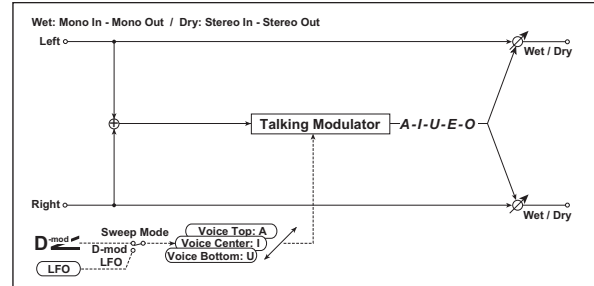 Wet: Mono In - Mono Out / Dry: Stereo In - Stereo Out
Left
Wet / Dry
Talking Modulator
A-I-U-E-O
Right
Wet / Dry
D-mod
Sweep Mode
D-mod
LFO
LFO
Voice Top: A
Voice Center: I
Voice Bottom: U